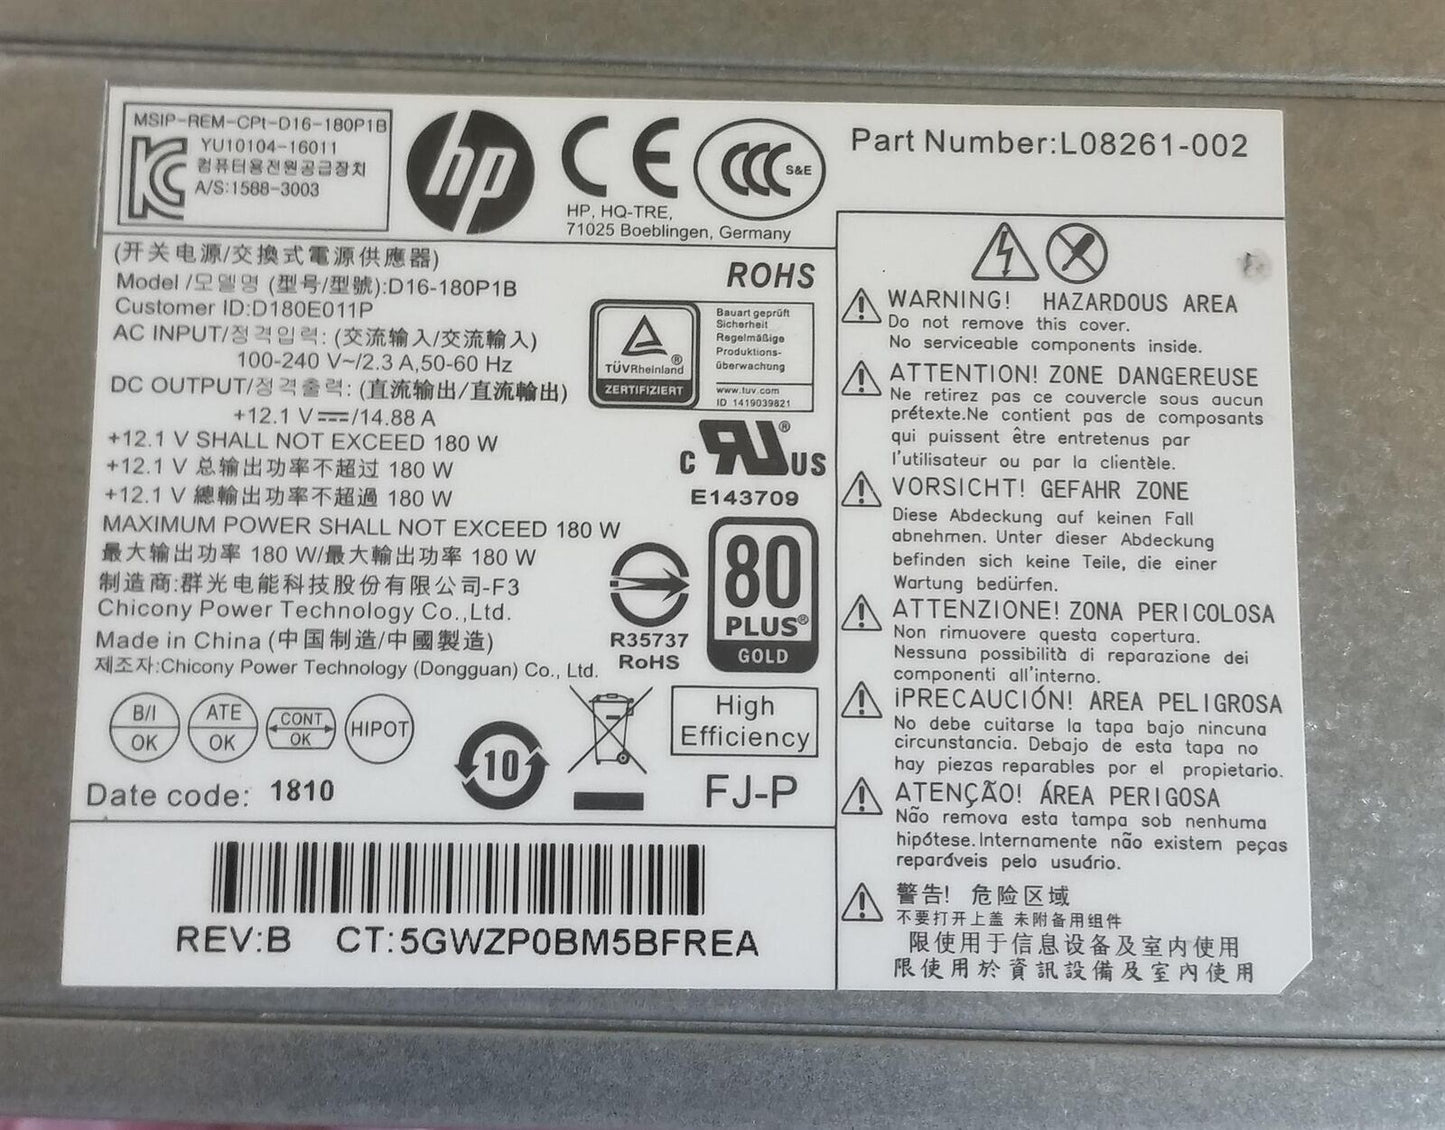 MSIP-REM-CPt-D16-180P1B
YU10104-16011
컴퓨터용전원공급장치
A/S:1588-3003
hp
CE
CCC S&E
HP, HQ-TRE,
71025 Boeblingen, Germany
Part Number:L08261-002
(开关电源/交換式電源供應器)
Model /모델명 (型号/型號):D16-180P1B
Customer ID:D180E011P
AC INPUT/정격입력: (交流输入/交流輸入)
100-240 V~/2.3 A,50-60 Hz
DC OUTPUT/정격출력: (直流输出/直流輸出)
+12.1 V⎓/14.88 A
+12.1 V SHALL NOT EXCEED 180 W
+12.1 V 总输出功率不超过 180 W
+12.1 V 總輸出功率不超過 180 W
MAXIMUM POWER SHALL NOT EXCEED 180 W
最大输出功率 180 W/最大輸出功率 180 W
制造商:群光电能科技股份有限公司-F3
Chicony Power Technology Co.,Ltd.
Made in China (中国制造/中國製造)
제조자:Chicony Power Technology (Dongguan) Co., Ltd.
ROHS
TÜVRheinland®
ZERTIFIZIERT
Bauart geprüft
Sicherheit
Regelmäßige
Produktions-
überwachung
www.tuv.com
ID 1419039821
c RU® US
E143709
R35737
RoHS
80
PLUS®
GOLD
B/I
OK
ATE
OK
CONT
OK
HIPOT
10
High
Efficiency
FJ-P
Date code: 1810
REV:B CT:5GWZP0BM5BFREA
WARNING! HAZARDOUS AREA
Do not remove this cover.
No serviceable components inside.
ATTENTION! ZONE DANGEREUSE
Ne retirez pas ce couvercle sous aucun
prétexte.Ne contient pas de composants
qui puissent être entretenus par
l'utilisateur ou par la clientèle.
VORSICHT! GEFAHR ZONE
Diese Abdeckung auf keinen Fall
abnehmen. Unter dieser Abdeckung
befinden sich keine Teile, die einer
Wartung bedürfen.
ATTENZIONE! ZONA PERICOLOSA
Non rimuovere questa copertura.
Nessuna possibilità di reparazione dei
componenti all'interno.
¡PRECAUCIÓN! AREA PELIGROSA
No debe cuitarse la tapa bajo nincuna
circunstancia. Debajo de esta tapa no
hay piezas reparables por el propietario.
ATENÇÃO! ÁREA PERIGOSA
Não remova esta tampa sob nenhuma
hipótese.Internamente não existem peças
reparáveis pelo usuário.
警告! 危险区域
不要打开上盖 未附备用组件
限使用于信息设备及室内使用
限使用於資訊設備及室內使用